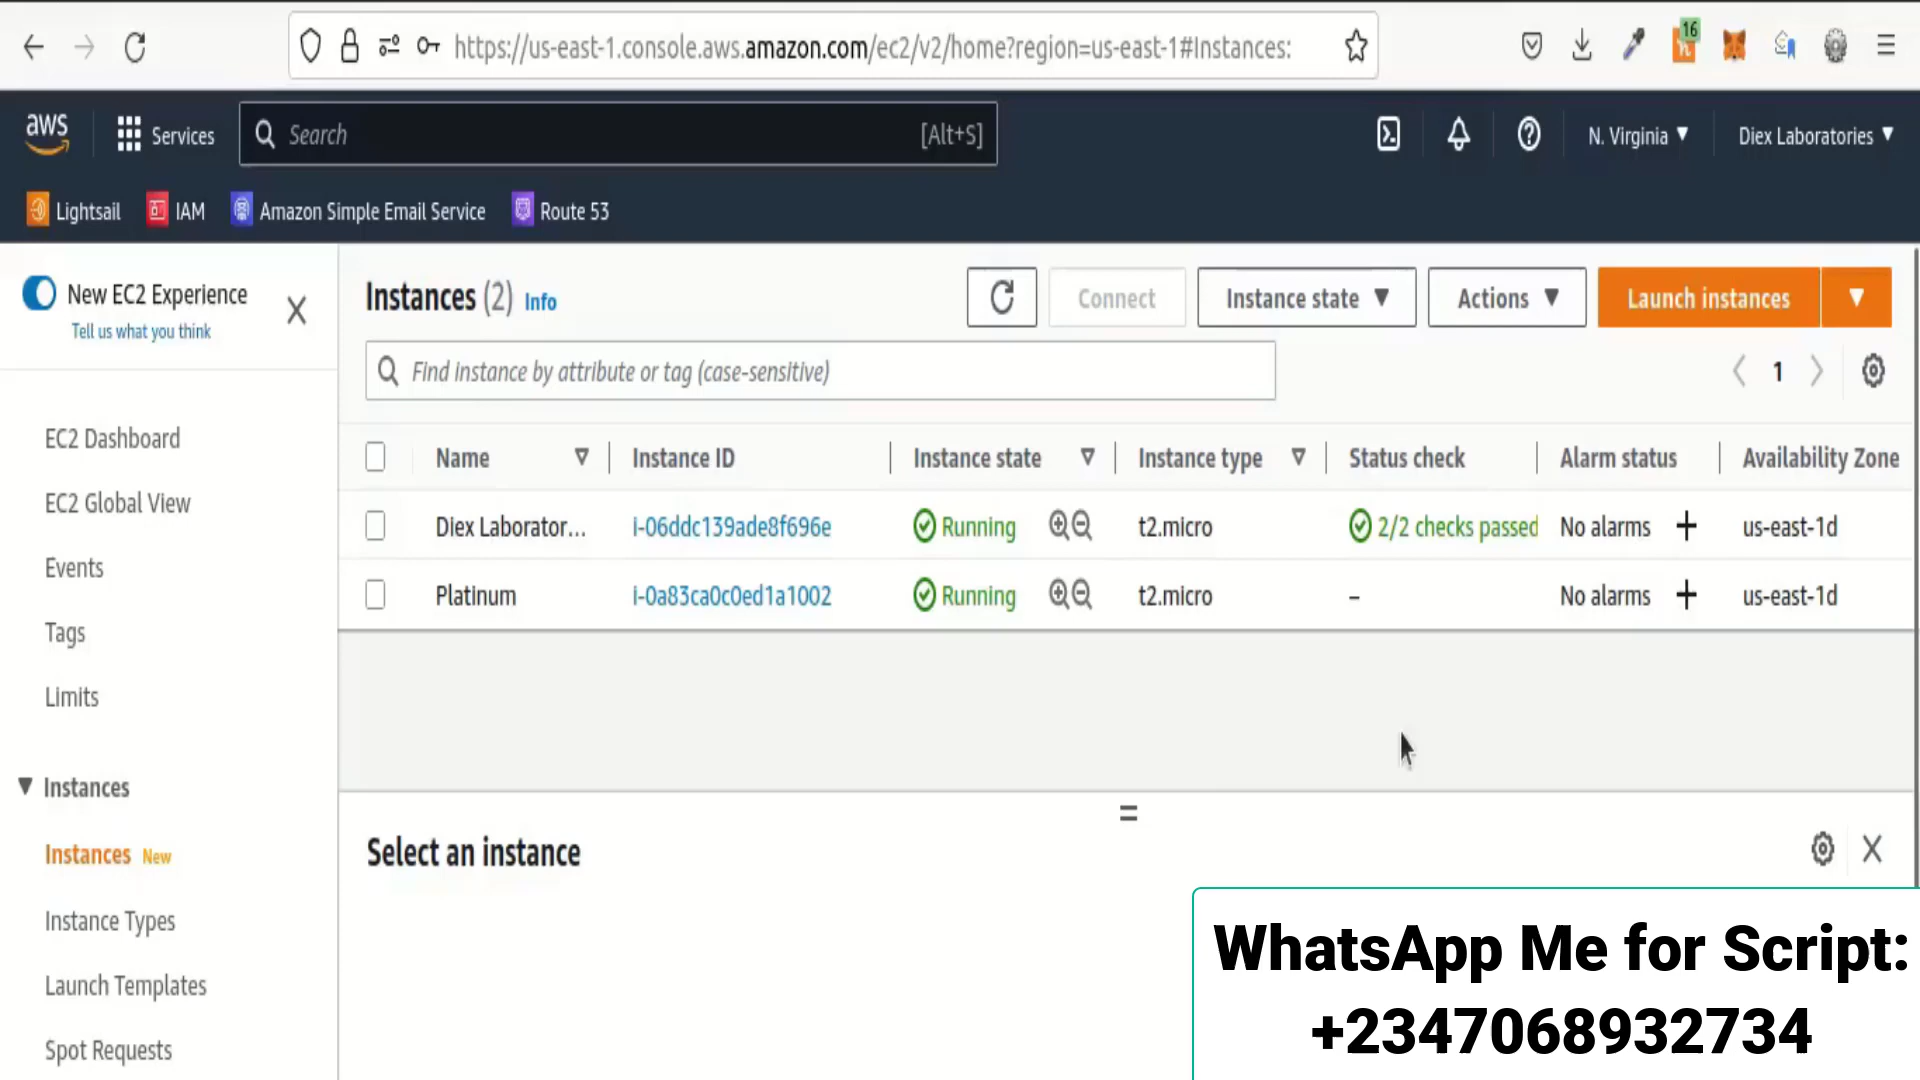 https://us-east-1.console.aws.amazon.com/ec2/v2/home?region=us-east-1#Instances:
16
aws
Services
Search
[Alt+S]
N. Virginia
Diex Laboratories
Lightsail
IAM
Amazon Simple Email Service
Route 53
New EC2 Experience
Tell us what you think
EC2 Dashboard
EC2 Global View
Events
Tags
Limits
Instances
Instances New
Instance Types
Launch Templates
Spot Requests
Instances (2) Info
Connect
Instance state
Actions
Launch instances
Find instance by attribute or tag (case-sensitive)
1
Name Instance ID Instance state Instance type Status check Alarm status Availability Zone
Diex Laborator... i-06ddc139ade8f696e Running t2.micro 2/2 checks passed No alarms + us-east-1d
Platinum i-0a83ca0c0ed1a1002 Running t2.micro – No alarms + us-east-1d
Select an instance
WhatsApp Me for Script:
+2347068932734